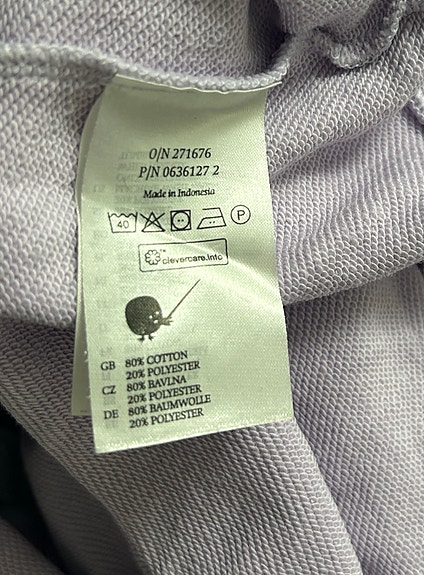 O/N 271676
P/N 0636127 2
Made in Indonesia
40 P
clevercare.info
GB 80% COTTON
20% POLYESTER
CZ 80% BAVLNA
20% POLYESTER
DE 80% BAUMWOLLE
20% POLYESTER